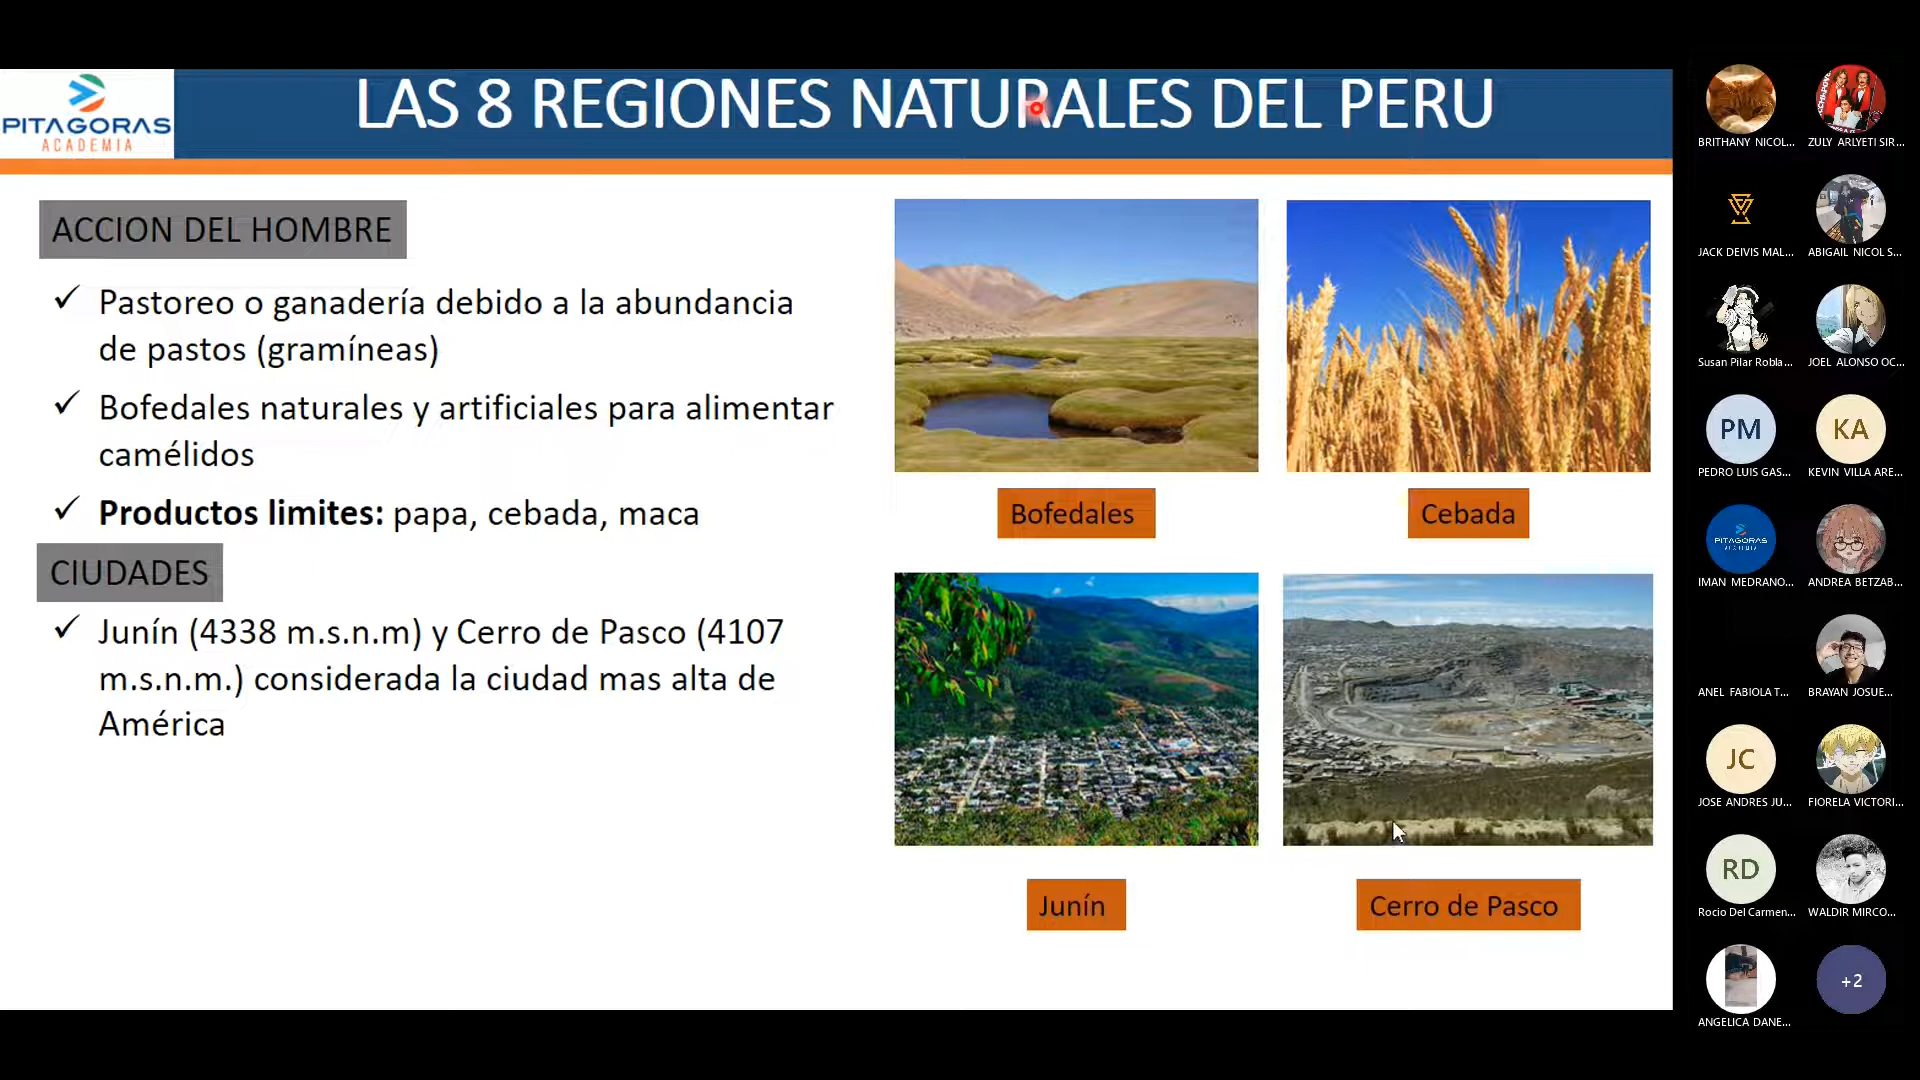 PITAGORAS
ACADEMIA
LAS 8 REGIONES NATURALES DEL PERU
ACCION DEL HOMBRE
✓ Pastoreo o ganadería debido a la abundancia
de pastos (gramíneas)
✓ Bofedales naturales y artificiales para alimentar
camélidos
✓ Productos limites: papa, cebada, maca
CIUDADES
✓ Junín (4338 m.s.n.m) y Cerro de Pasco (4107
m.s.n.m.) considerada la ciudad mas alta de
América
Bofedales
Cebada
Junín
Cerro de Pasco
BRITHANY NICOL...
ZULY ARLYETI SIR...
JACK DEIVIS MAL...
ABIGAIL NICOL S...
Susan Pilar Robla...
JOEL ALONSO OC...
PM
KA
PEDRO LUIS GAS...
KEVIN VILLA ARE...
PITAGORAS
ACADEMIA
IMAN MEDRANO...
ANDREA BETZAB...
ANEL FABIOLA T...
BRAYAN JOSUE...
JC
JOSE ANDRES JU...
FIORELA VICTORI...
RD
Rocio Del Carmen...
WALDIR MIRCO...
+2
ANGELICA DANE...